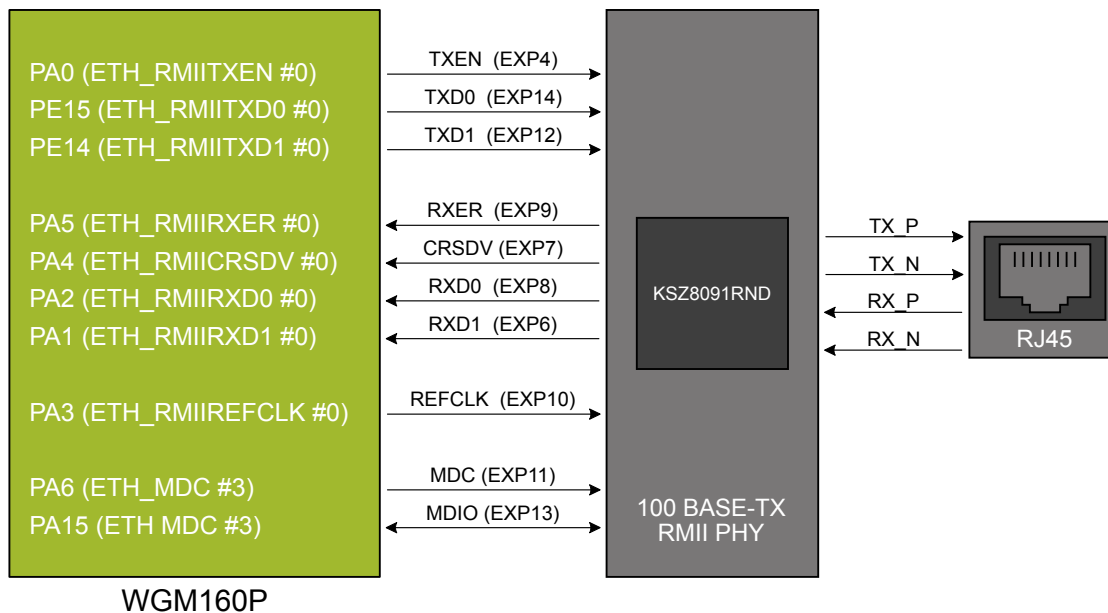 PA0 (ETH_RMIITXEN #0)
PE15 (ETH_RMIITXD0 #0)
PE14 (ETH_RMIITXD1 #0)
PA5 (ETH_RMIIRXER #0)
PA4 (ETH_RMIICRSDV #0)
PA2 (ETH_RMIIRXD0 #0)
PA1 (ETH_RMIIRXD1 #0)
PA3 (ETH_RMIIREFCLK #0)
PA6 (ETH_MDC #3)
PA15 (ETH MDC #3)
WGM160P
TXEN (EXP4)
TXD0 (EXP14)
TXD1 (EXP12)
RXER (EXP9)
CRSDV (EXP7)
RXD0 (EXP8)
RXD1 (EXP6)
REFCLK (EXP10)
MDC (EXP11)
MDIO (EXP13)
KSZ8091RND
100 BASE-TX
RMII PHY
TX_P
TX_N
RX_P
RX_N
RJ45